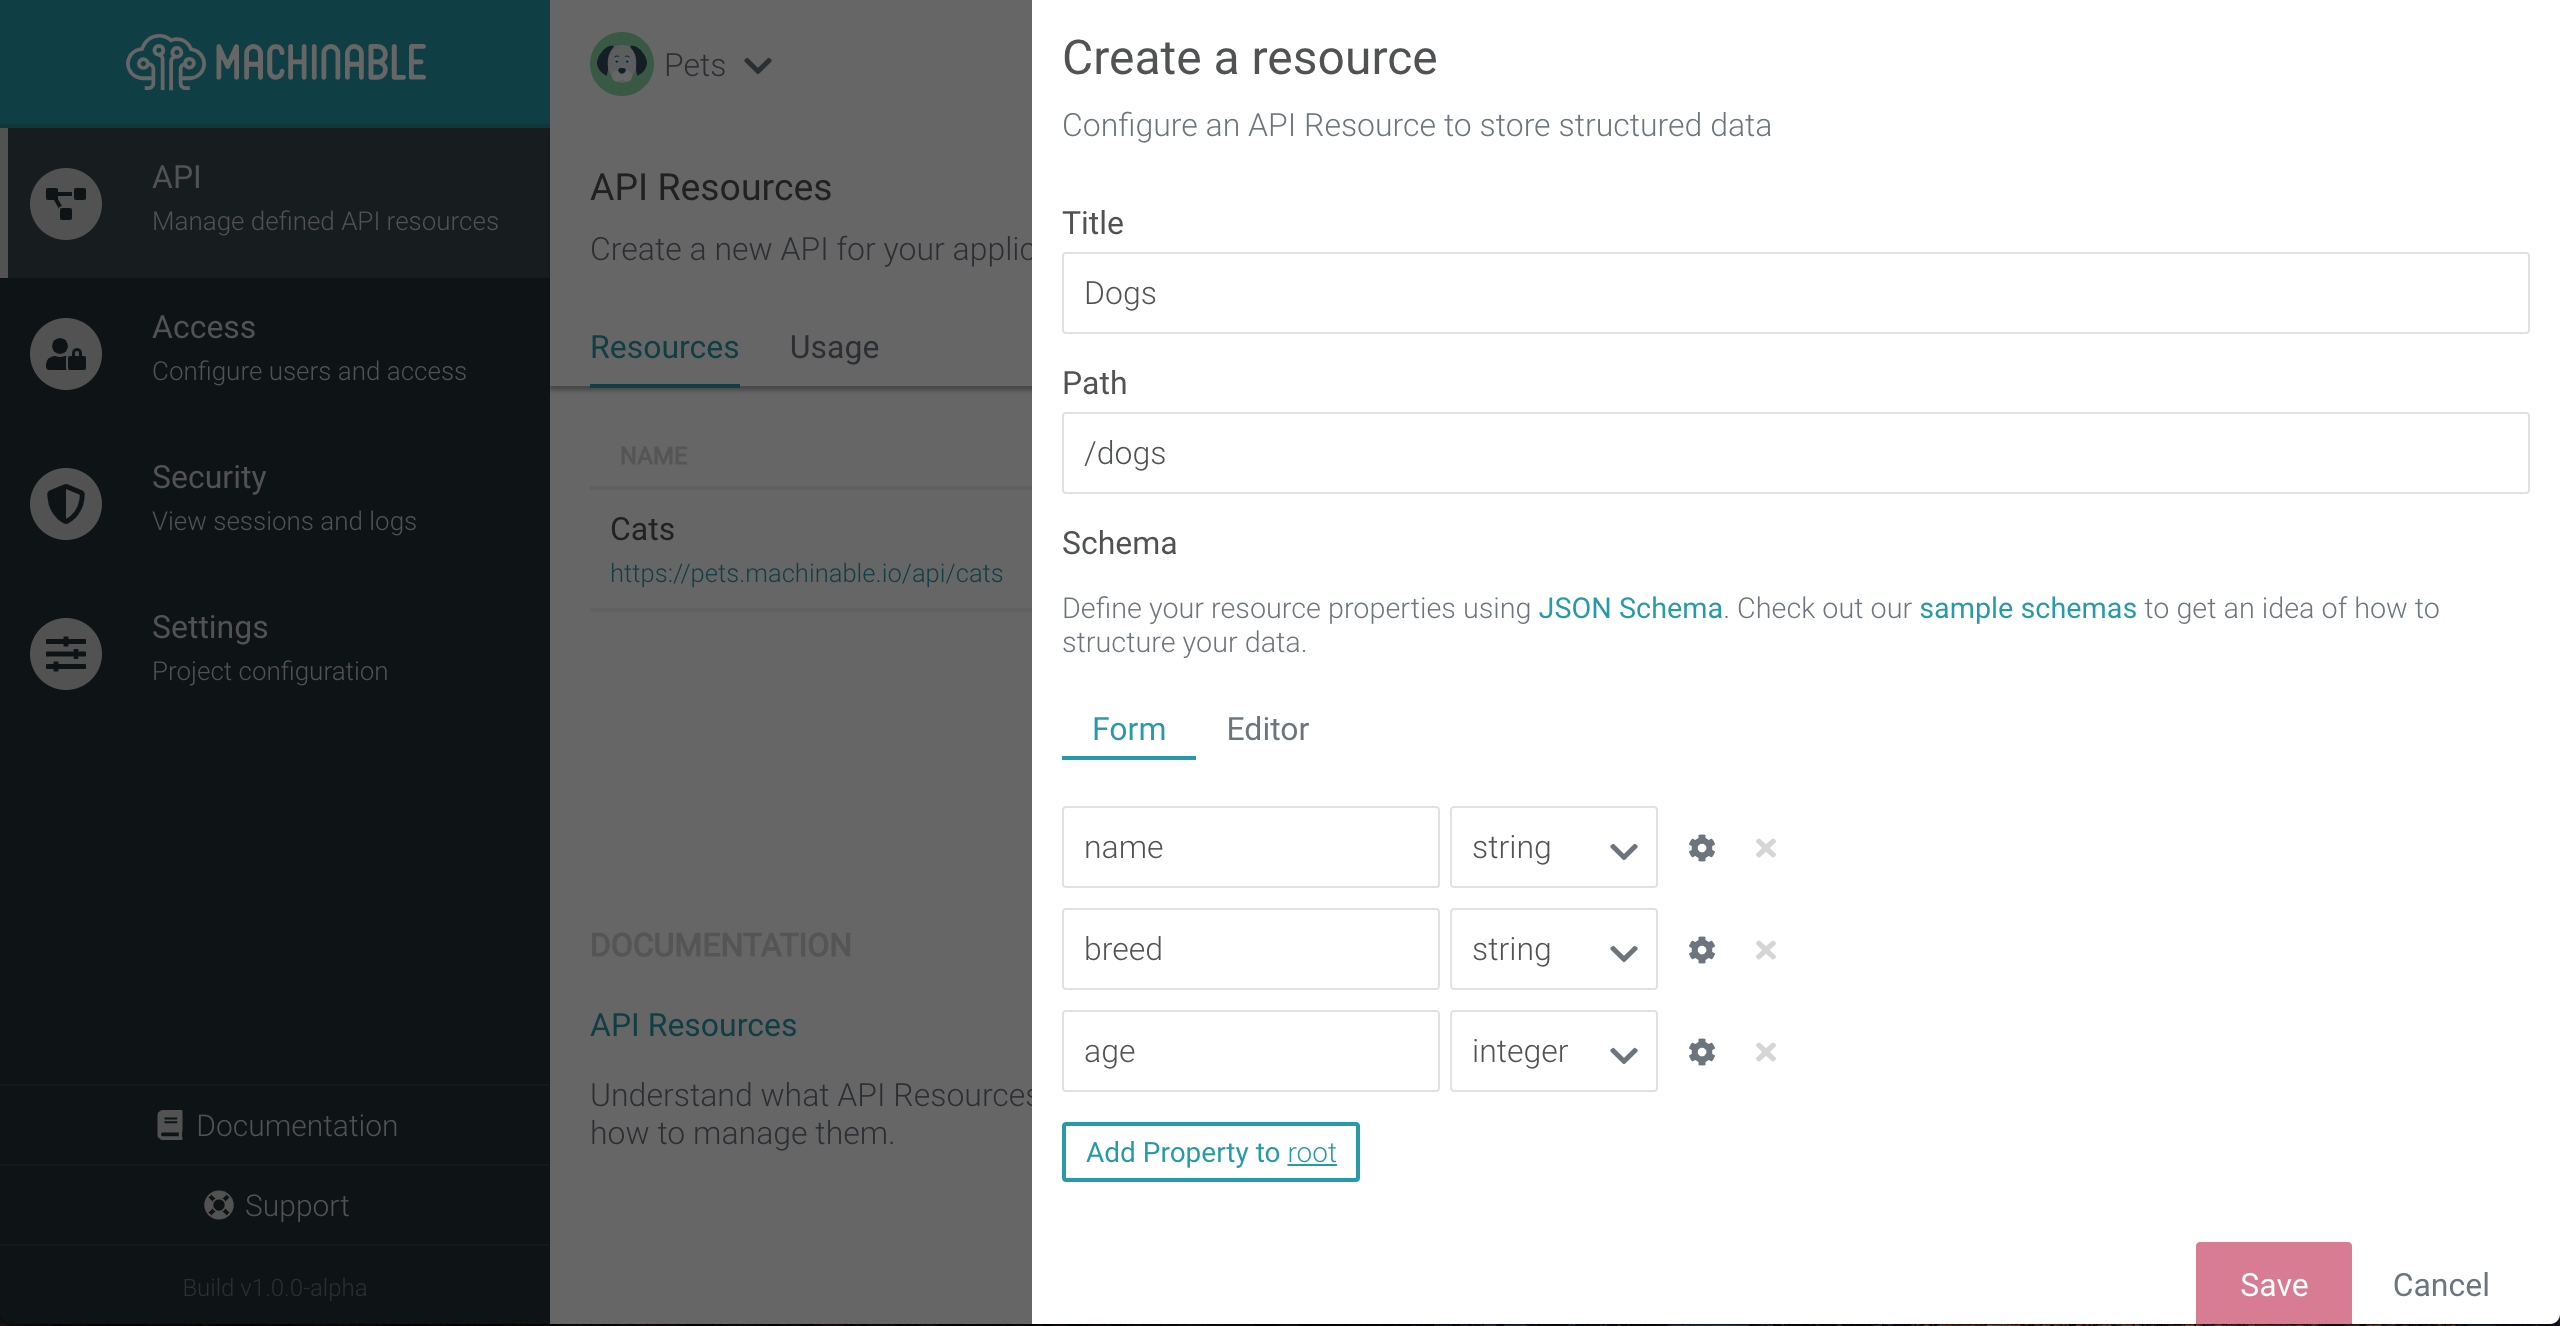 MACHINABLE
API
Manage defined API resources
Access
Configure users and access
Security
View sessions and logs
Settings
Project configuration
Documentation
Support
Build v1.0.0-alpha
Pets
API Resources
Create a new API for your applic
Resources Usage
NAME
Cats
https://pets.machinable.io/api/cats
DOCUMENTATION
API Resources
Understand what API Resources
how to manage them.
Create a resource
Configure an API Resource to store structured data
Title
Dogs
Path
/dogs
Schema
Define your resource properties using JSON Schema. Check out our sample schemas to get an idea of how to
structure your data.
Form Editor
name string
breed string
age integer
Add Property to root
Save Cancel